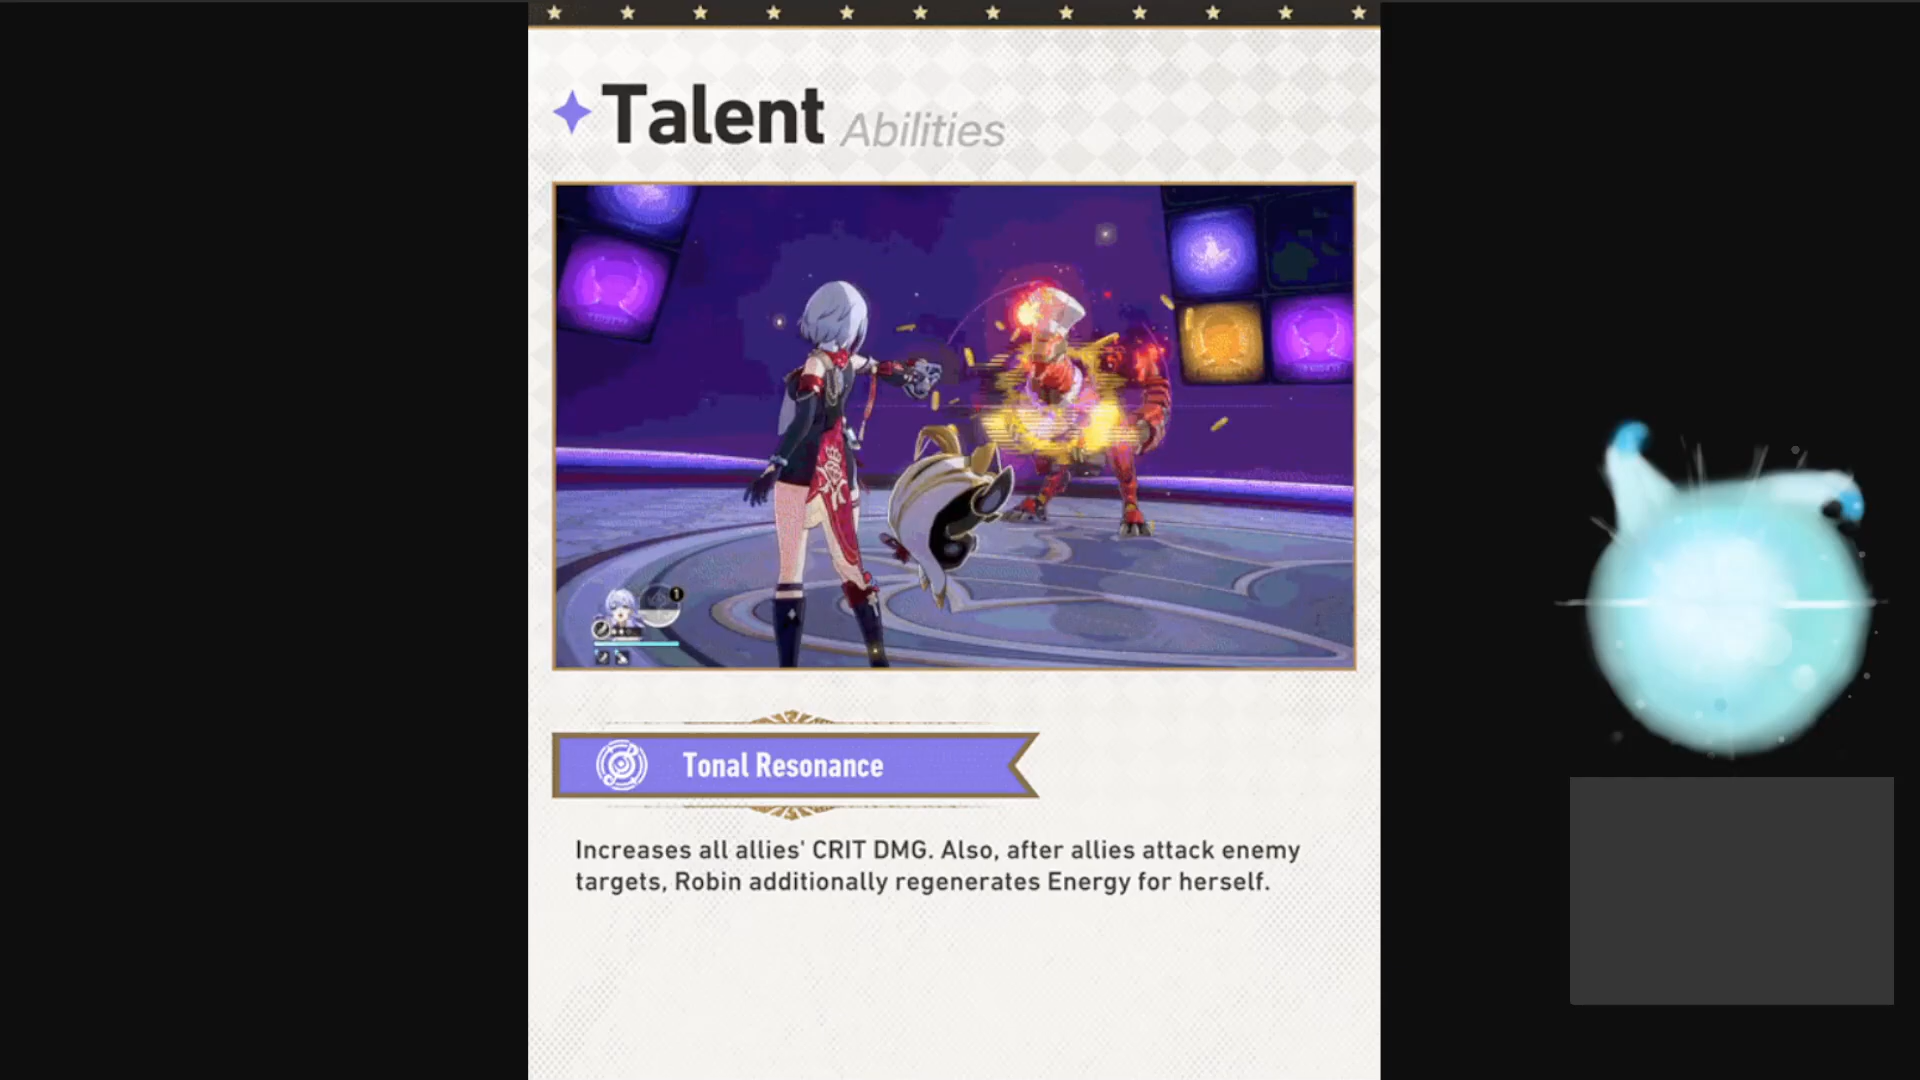 Talent Abilities
1
Tonal Resonance
Increases all allies' CRIT DMG. Also, after allies attack enemy
targets, Robin additionally regenerates Energy for herself.